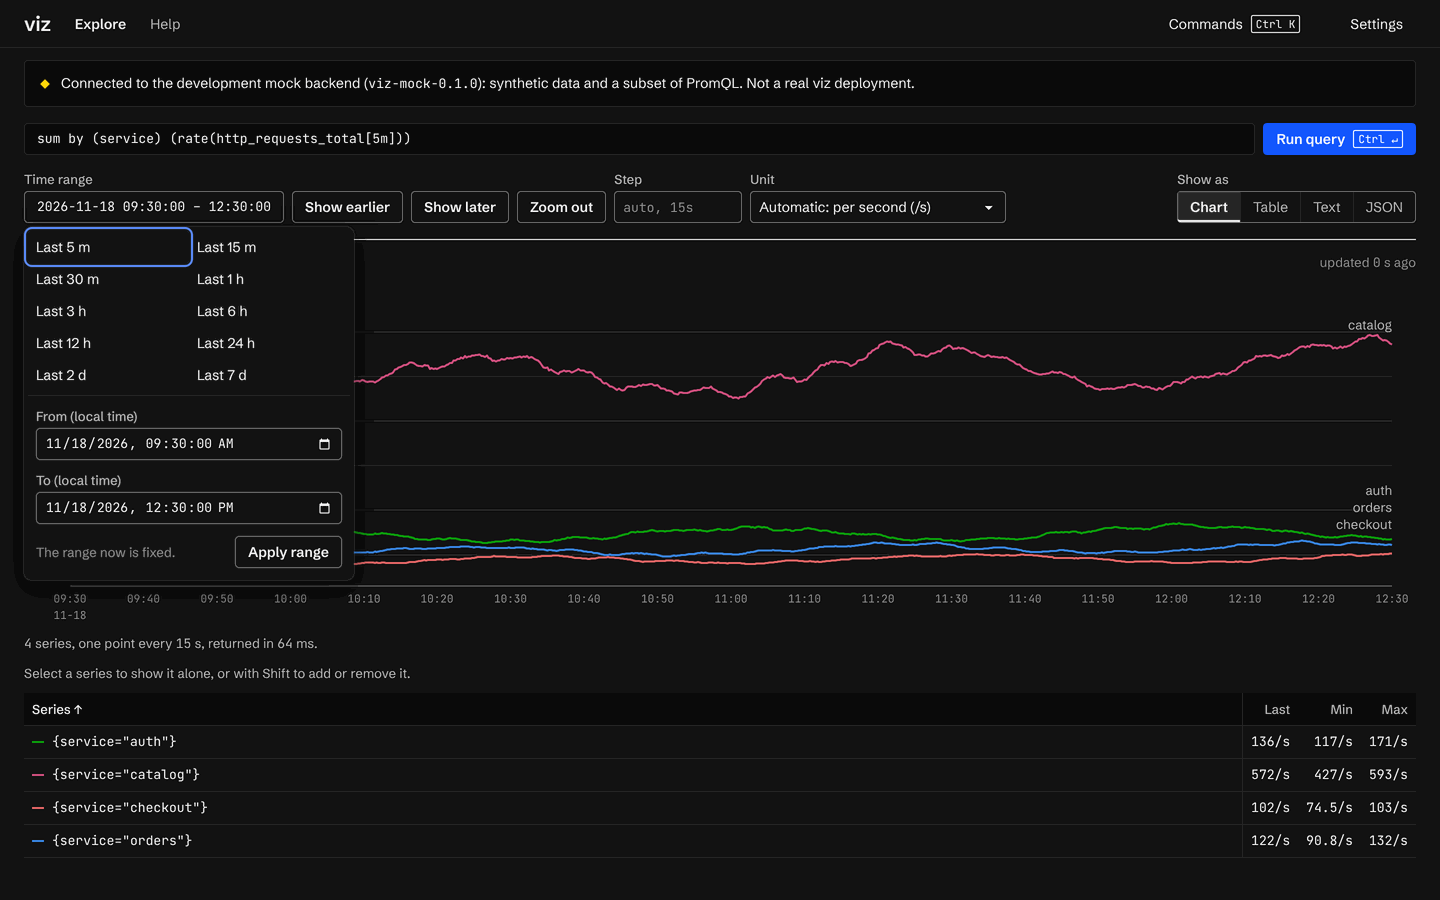 viz Explore Help Commands Ctrl K Settings
Connected to the development mock backend (viz-mock-0.1.0): synthetic data and a subset of PromQL. Not a real viz deployment.
sum by (service) (rate(http_requests_total[5m])) Run query Ctrl ↵
Time range Step Unit Show as
2026-11-18 09:30:00 – 12:30:00 Show earlier Show later Zoom out auto, 15s Automatic: per second (/s) Chart Table Text JSON
Last 5 m Last 15 m
updated 0 s ago
Last 30 m Last 1 h
Last 3 h Last 6 h
catalog
Last 12 h Last 24 h
Last 2 d Last 7 d
From (local time)
11/18/2026, 09:30:00 AM
To (local time)
auth
11/18/2026, 12:30:00 PM
orders
checkout
The range now is fixed. Apply range
09:30 09:40 09:50 10:00 10:10 10:20 10:30 10:40 10:50 11:00 11:10 11:20 11:30 11:40 11:50 12:00 12:10 12:20 12:30
11-18
4 series, one point every 15 s, returned in 64 ms.
Select a series to show it alone, or with Shift to add or remove it.
Series ↑ Last Min Max
{service="auth"} 136/s 117/s 171/s
{service="catalog"} 572/s 427/s 593/s
{service="checkout"} 102/s 74.5/s 103/s
{service="orders"} 122/s 90.8/s 132/s